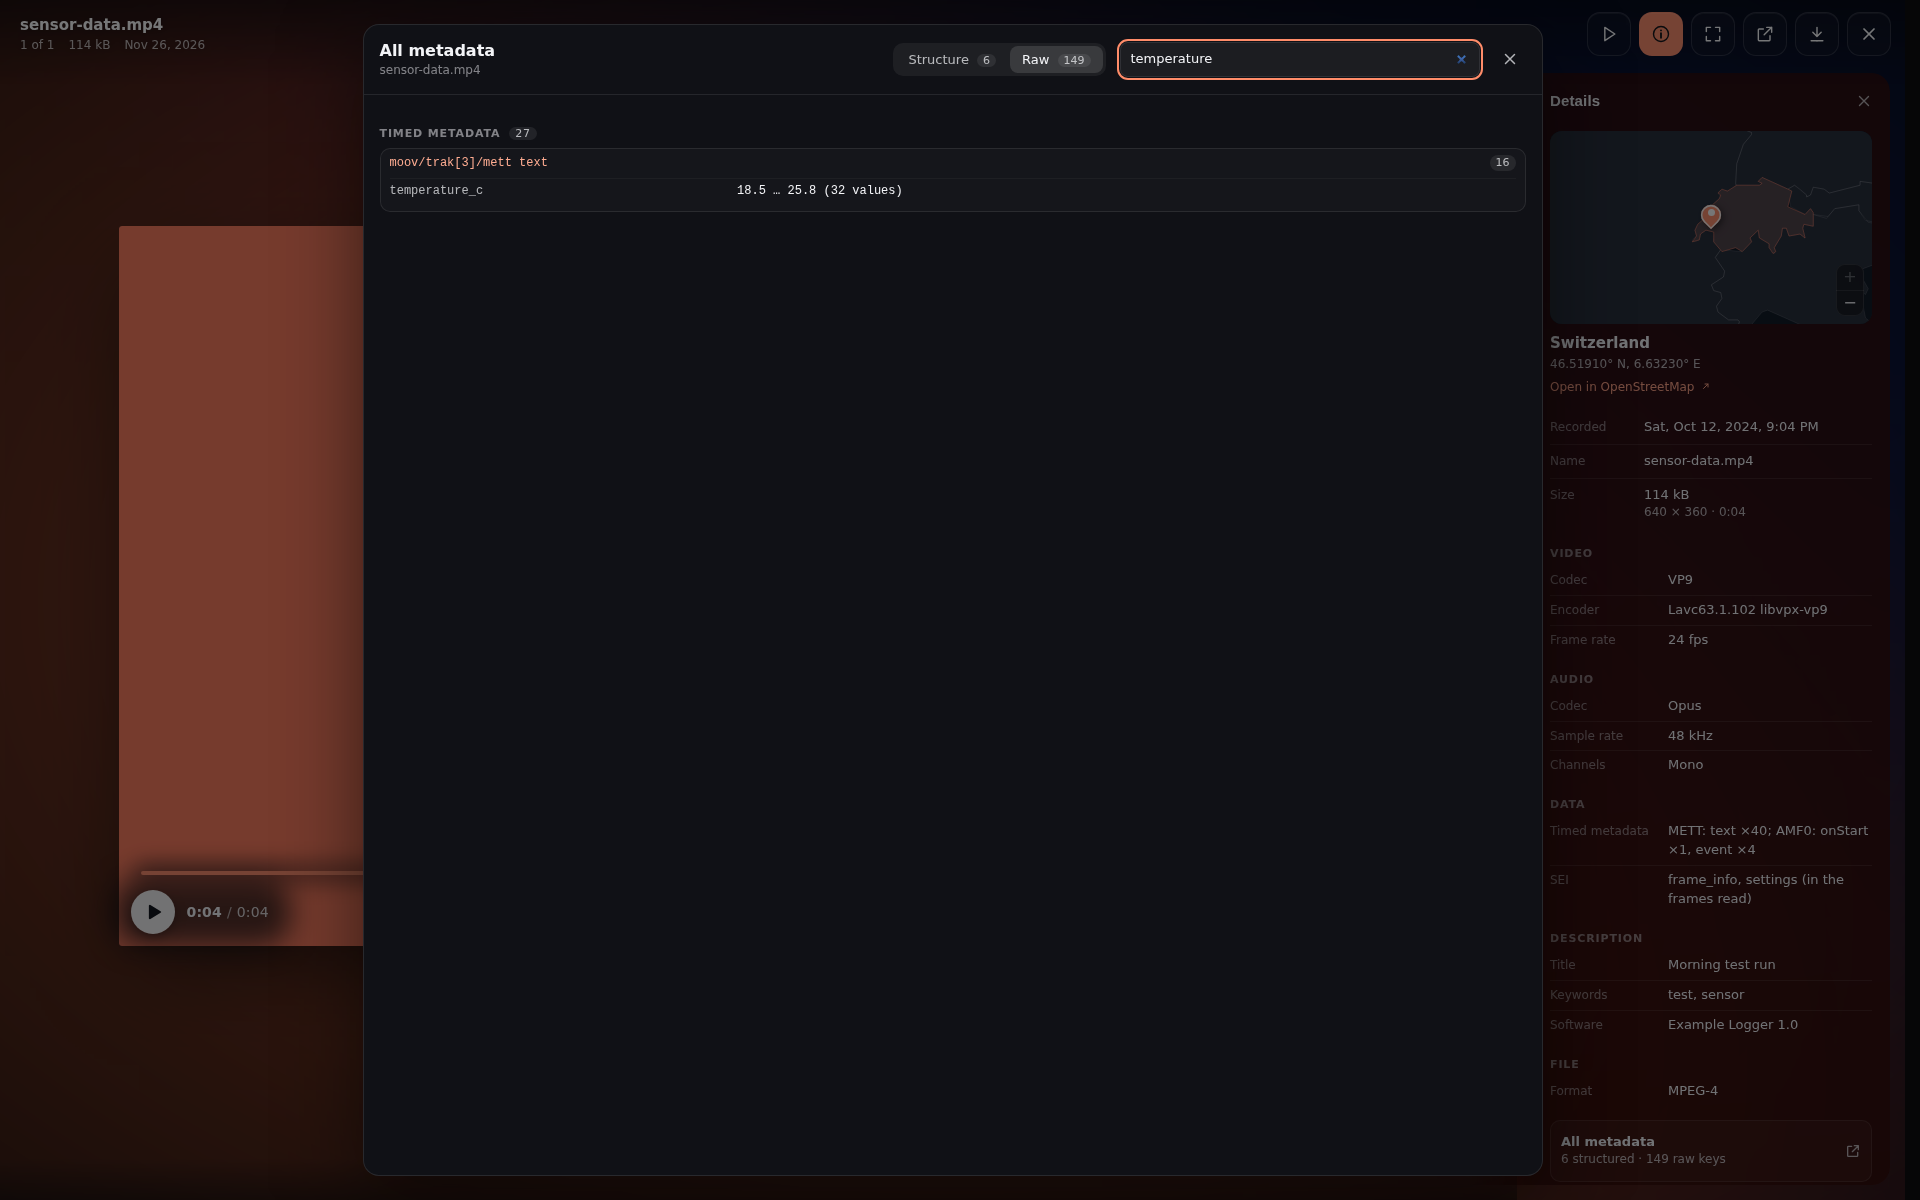 sensor-data.mp4
1 of 1 114 kB Nov 26, 2026
All metadata
sensor-data.mp4
Structure 6 Raw 149
temperature
TIMED METADATA 27
moov/trak[3]/mett text 16
temperature_c 18.5 … 25.8 (32 values)
0:04 / 0:04
Details
+
−
Switzerland
46.51910° N, 6.63230° E
Open in OpenStreetMap ↗
Recorded Sat, Oct 12, 2024, 9:04 PM
Name sensor-data.mp4
Size 114 kB
640 × 360 · 0:04
VIDEO
Codec VP9
Encoder Lavc63.1.102 libvpx-vp9
Frame rate 24 fps
AUDIO
Codec Opus
Sample rate 48 kHz
Channels Mono
DATA
Timed metadata METT: text ×40; AMF0: onStart
×1, event ×4
SEI frame_info, settings (in the
frames read)
DESCRIPTION
Title Morning test run
Keywords test, sensor
Software Example Logger 1.0
FILE
Format MPEG-4
All metadata
6 structured · 149 raw keys